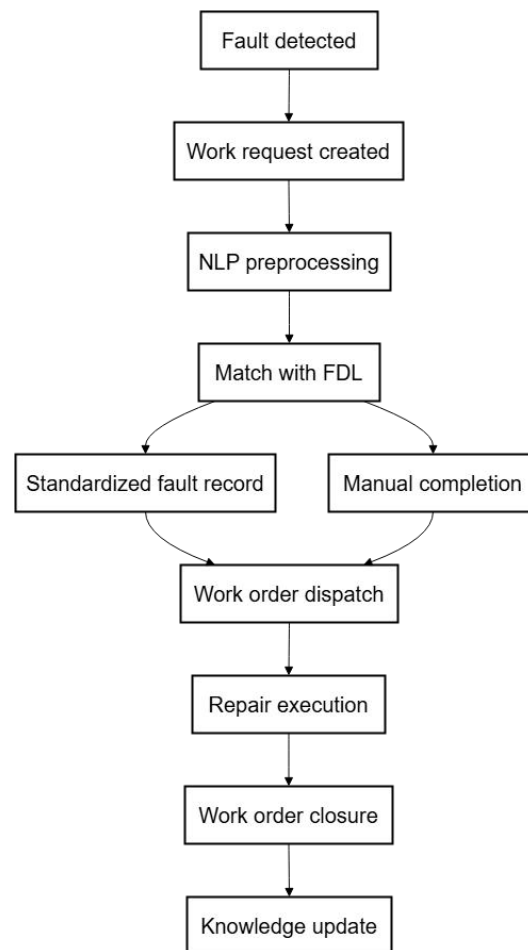 Fault detected
Work request created
NLP preprocessing
Match with FDL
Standardized fault record
Manual completion
Work order dispatch
Repair execution
Work order closure
Knowledge update